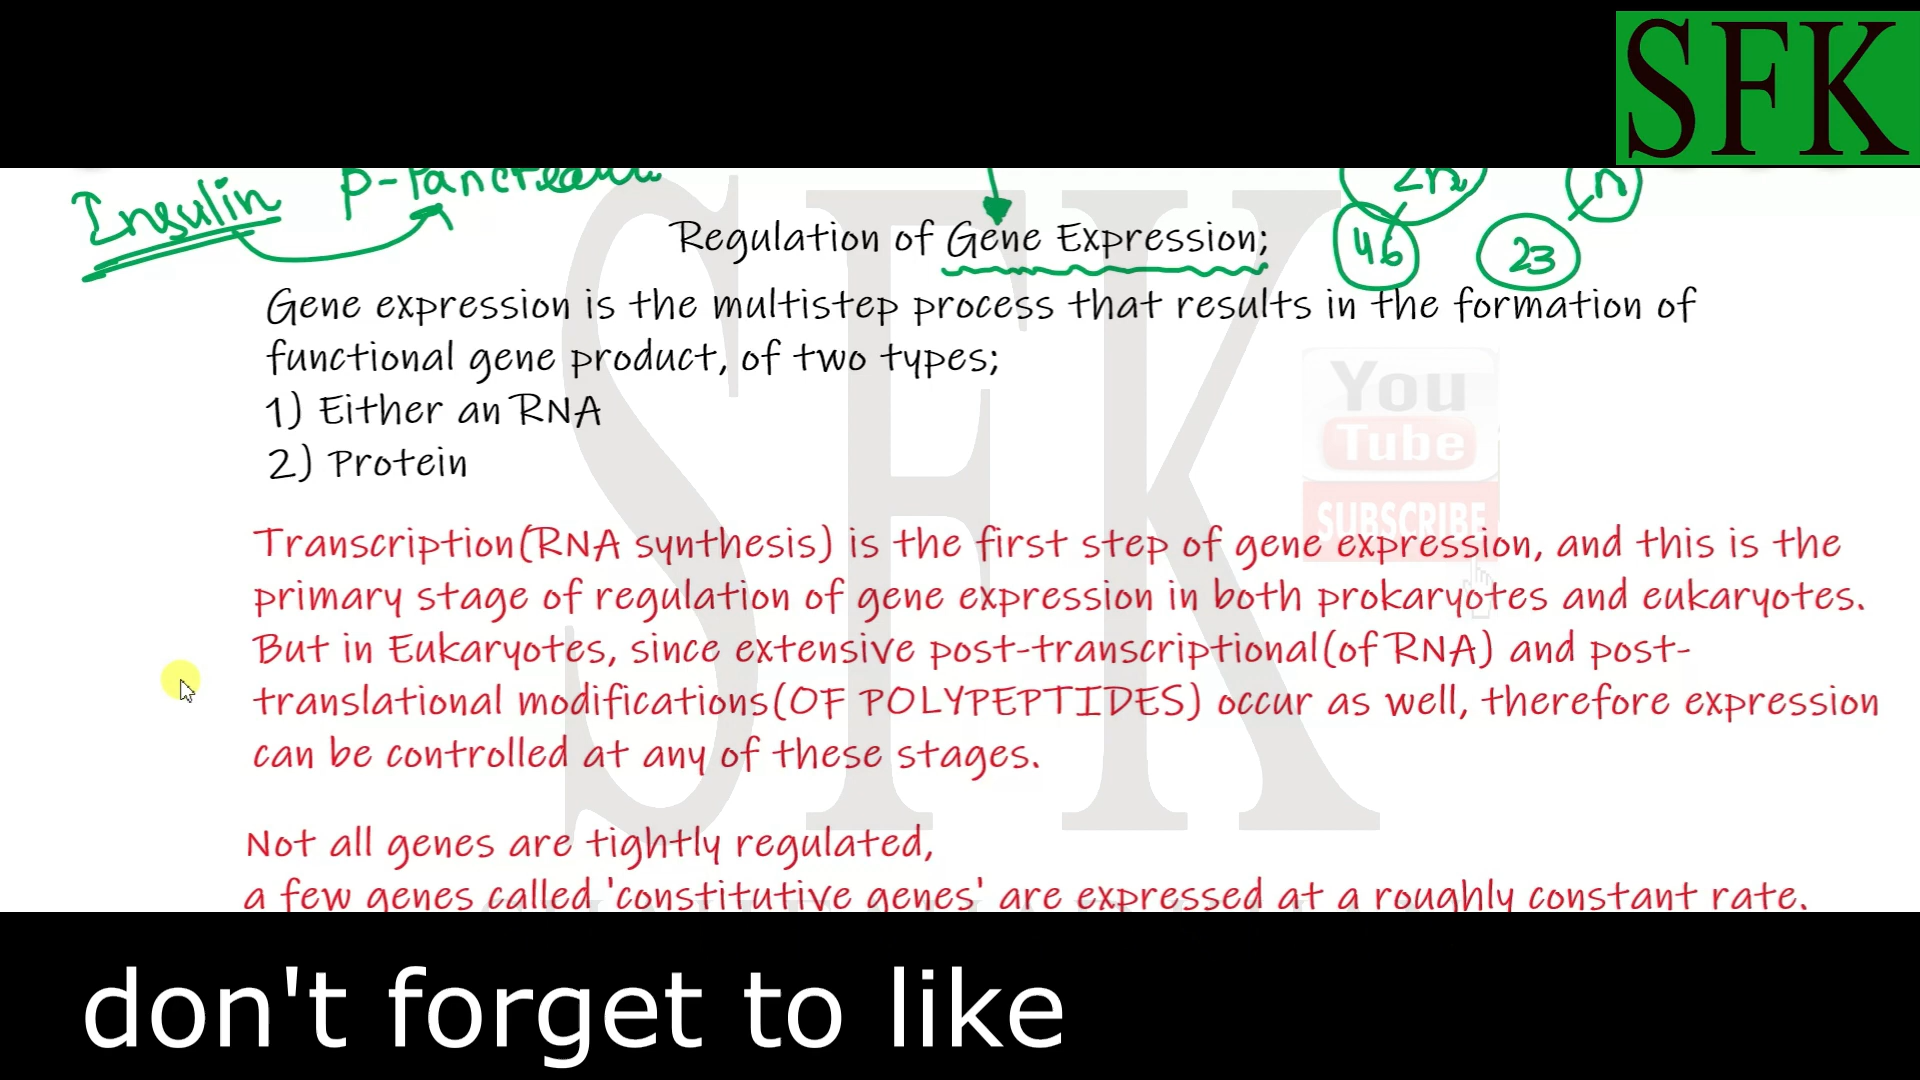 SFK
Insulin β-Pancreatic
2n n
46 23
Regulation of Gene Expression;
Gene expression is the multistep process that results in the formation of
functional gene product, of two types;
1) Either an RNA
2) Protein
You
Tube
SUBSCRIBE
Transcription(RNA synthesis) is the first step of gene expression, and this is the
primary stage of regulation of gene expression in both prokaryotes and eukaryotes.
But in Eukaryotes, since extensive post-transcriptional(of RNA) and post-
translational modifications(OF POLYPEPTIDES) occur as well, therefore expression
can be controlled at any of these stages.
Not all genes are tightly regulated,
a few genes called 'constitutive genes' are expressed at a roughly constant rate.
SFK
don't forget to like